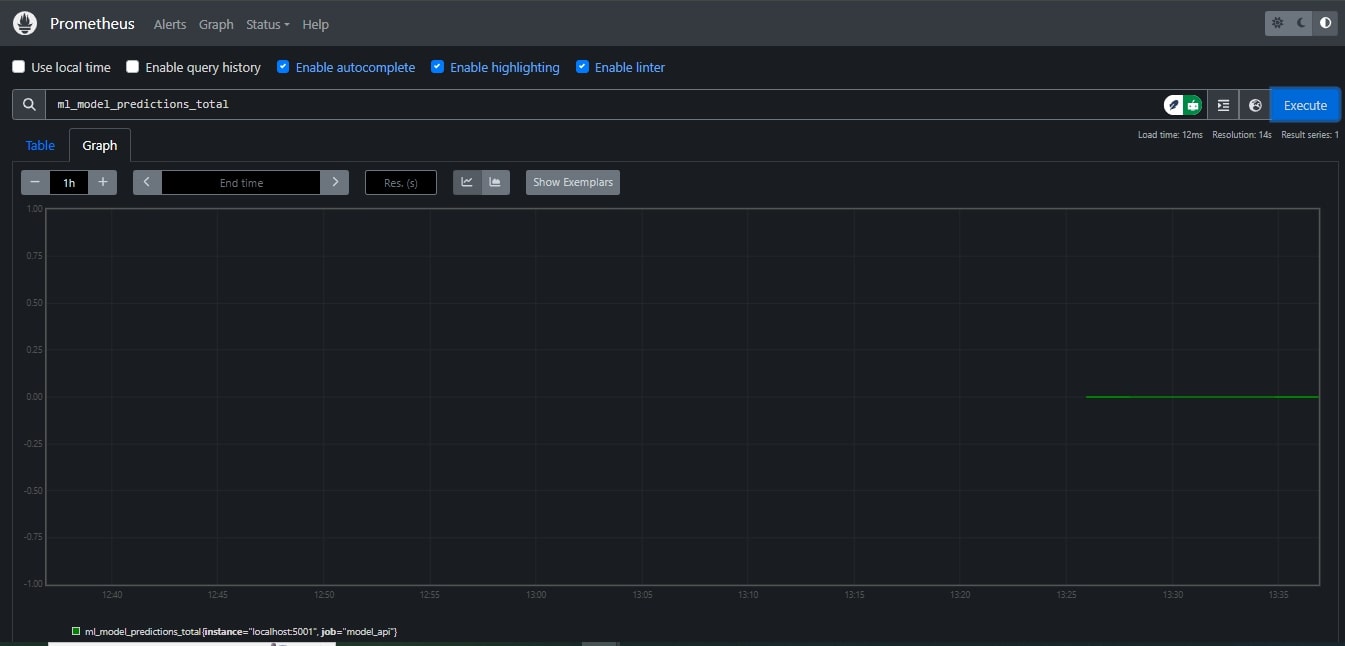 Prometheus Alerts Graph Status Help
Use local time Enable query history Enable autocomplete Enable highlighting Enable linter
ml_model_predictions_total Execute
Load time: 12ms Resolution: 14s Result series: 1
Table Graph
1h End time Res. (s) Show Exemplars
1.00
0.75
0.50
0.25
0.00
-0.25
-0.50
-0.75
-1.00
12:40 12:45 12:50 12:55 13:00 13:05 13:10 13:15 13:20 13:25 13:30 13:35
ml_model_predictions_total{instance="localhost:5001", job="model_api"}